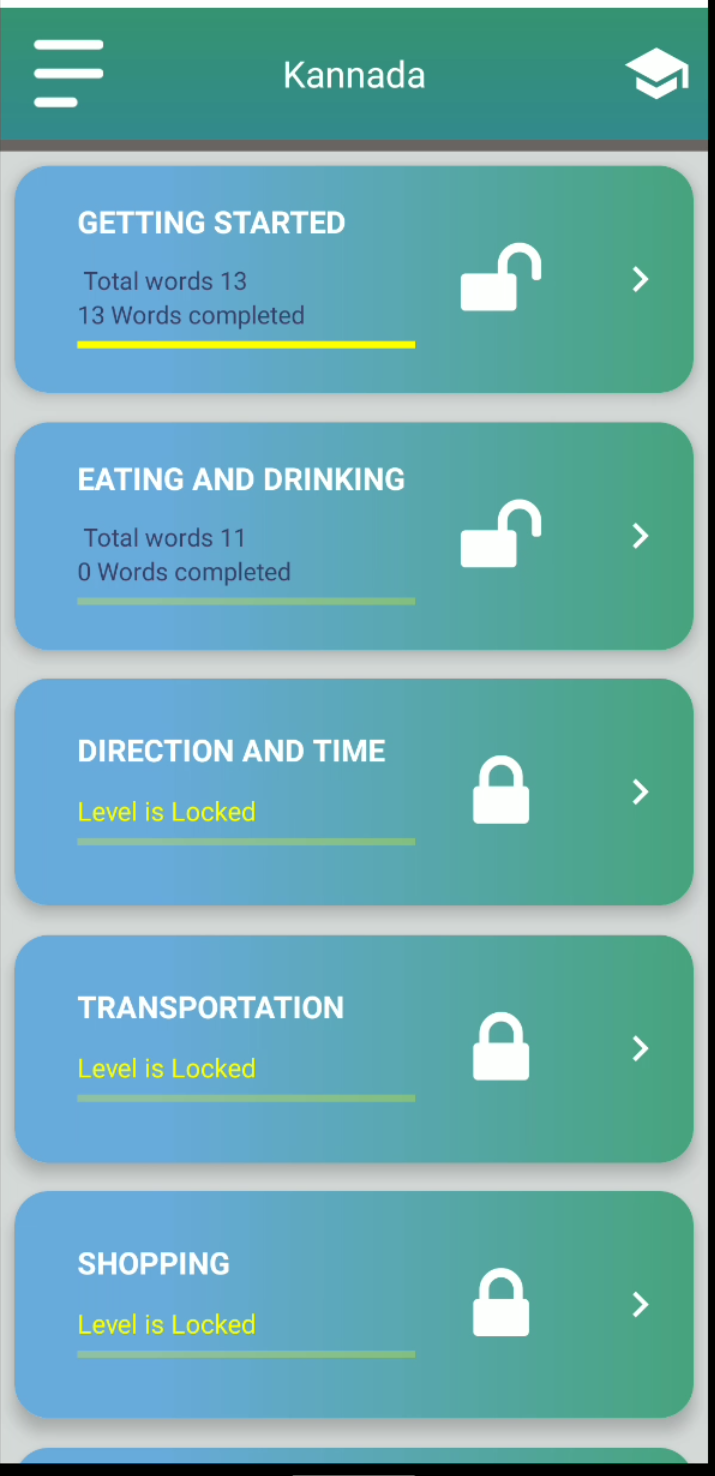 Kannada
GETTING STARTED
Total words 13
13 Words completed
EATING AND DRINKING
Total words 11
0 Words completed
DIRECTION AND TIME
Level is Locked
TRANSPORTATION
Level is Locked
SHOPPING
Level is Locked